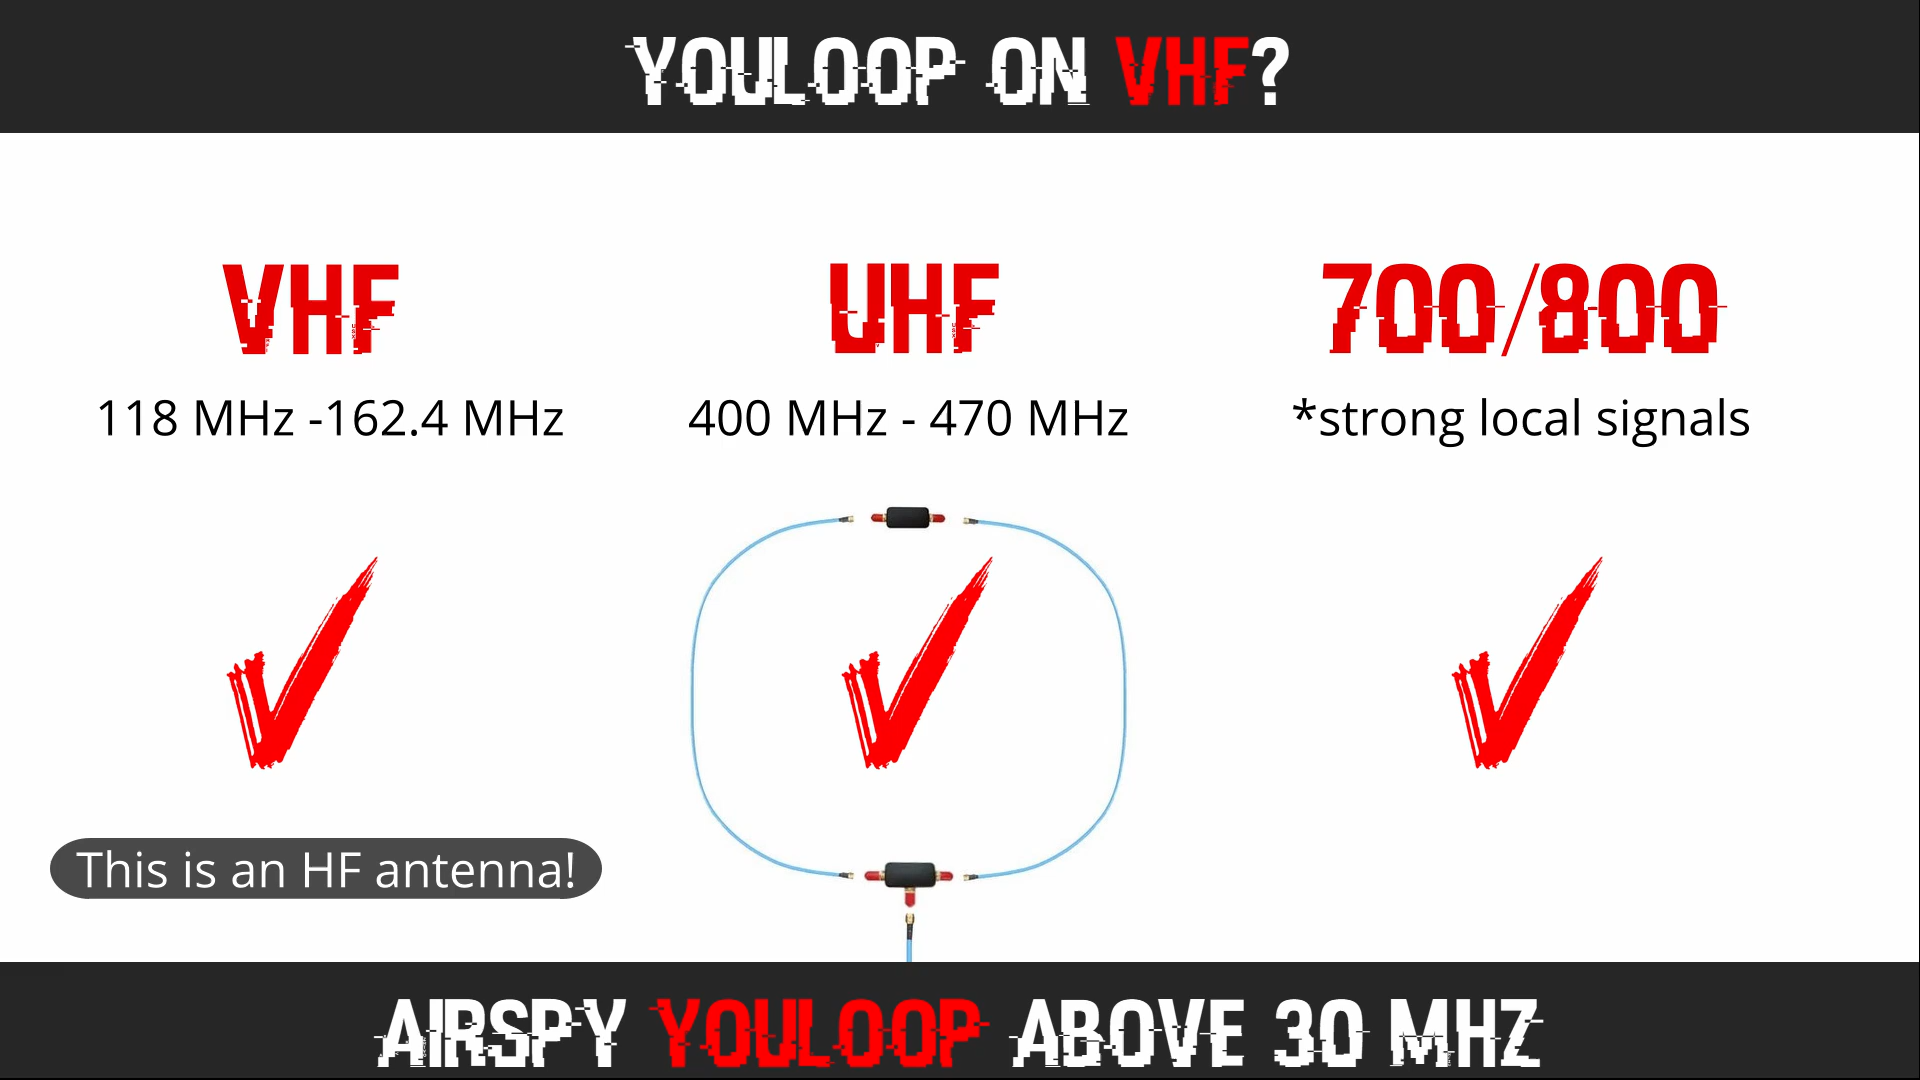 YOULOOP ON VHF?
VHF
118 MHz -162.4 MHz
UHF
400 MHz - 470 MHz
700/800
*strong local signals
This is an HF antenna!
AIRSPY YOULOOP ABOVE 30 MHZ